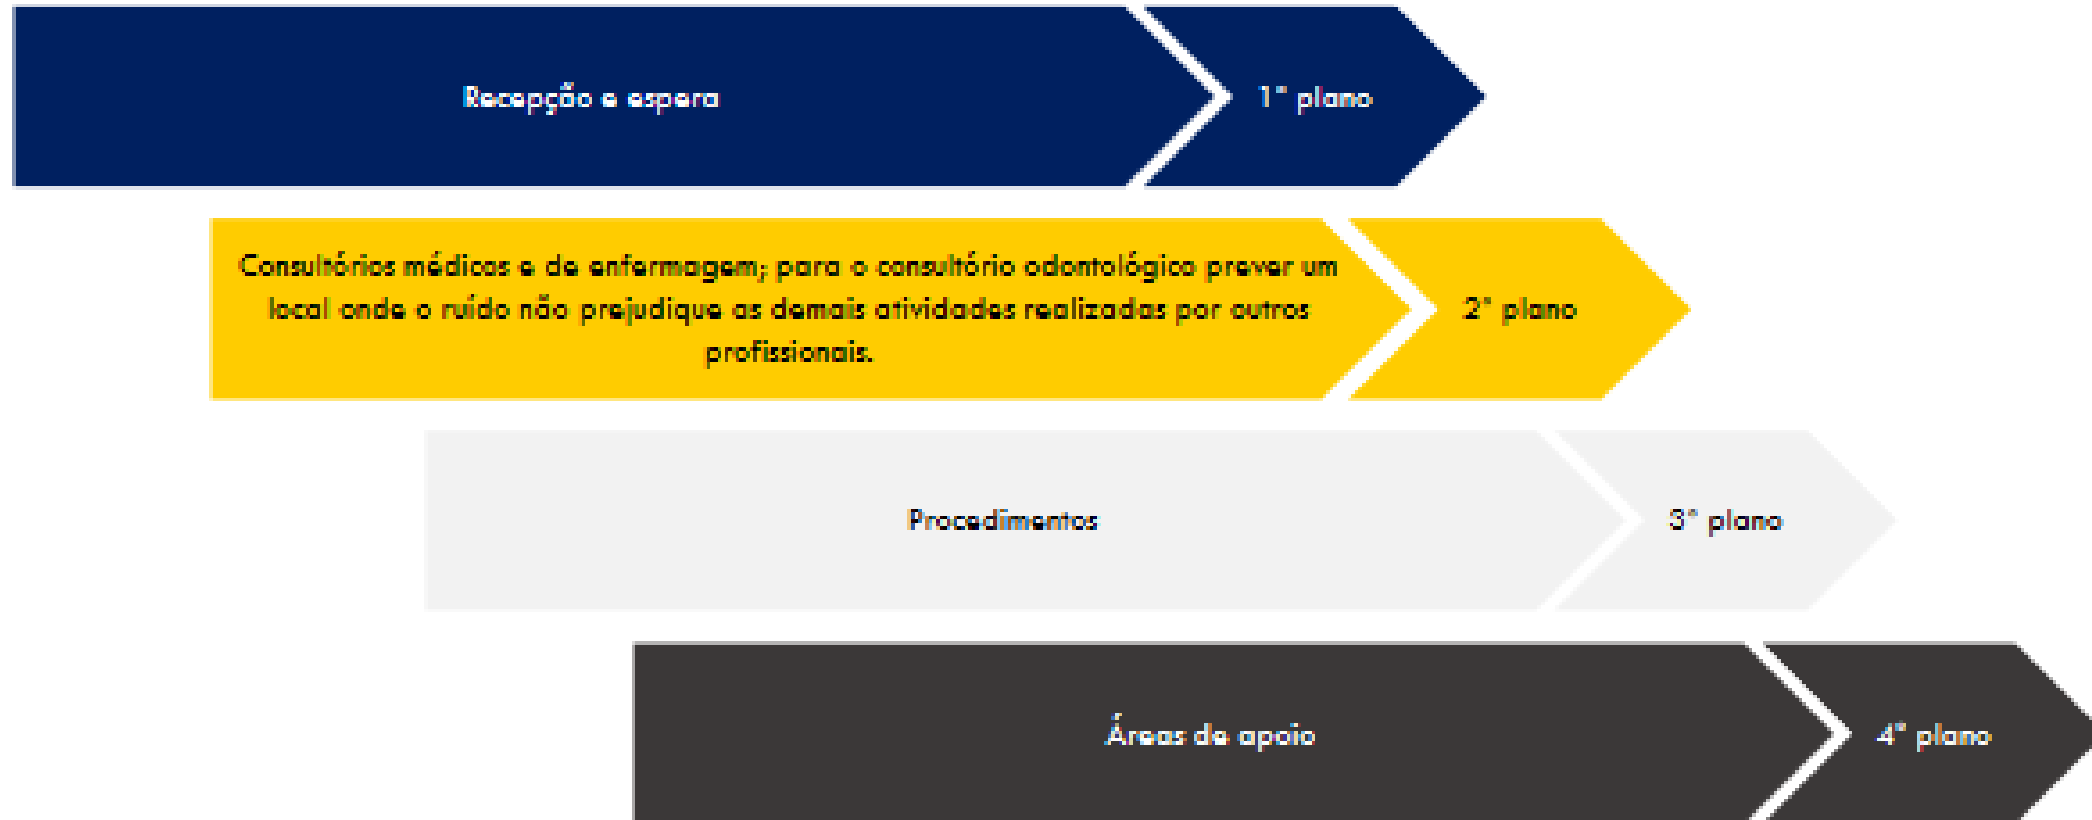 Recepção e espera
1° plano
Consultórios médicos e de enfermagem; para o consultório odontológico prever um
local onde o ruído não prejudique as demais atividades realizadas por outros
profissionais.
2° plano
Procedimentos
3° plano
Áreas de apoio
4° plano